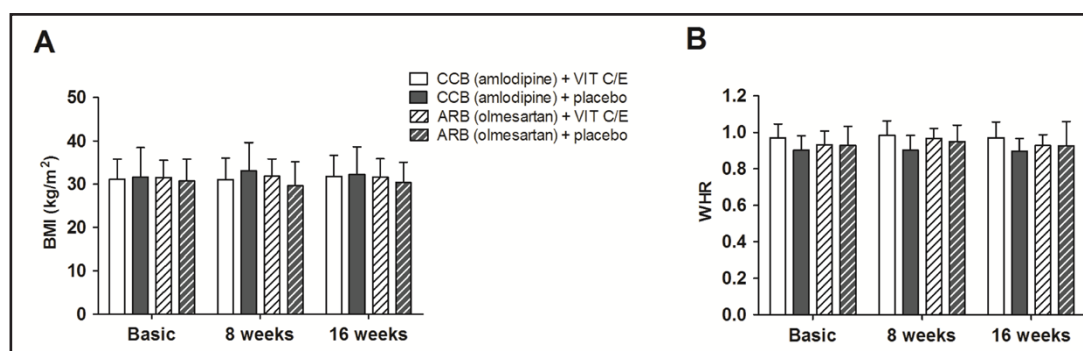 A
CCB (amlodipine) + VIT C/E
CCB (amlodipine) + placebo
ARB (olmesartan) + VIT C/E
ARB (olmesartan) + placebo
50
40
30
20
10
0
BMI (kg/m²)
Basic
8 weeks
16 weeks
B
1.2
1.0
0.8
0.6
0.4
0.2
0.0
WHR
Basic
8 weeks
16 weeks